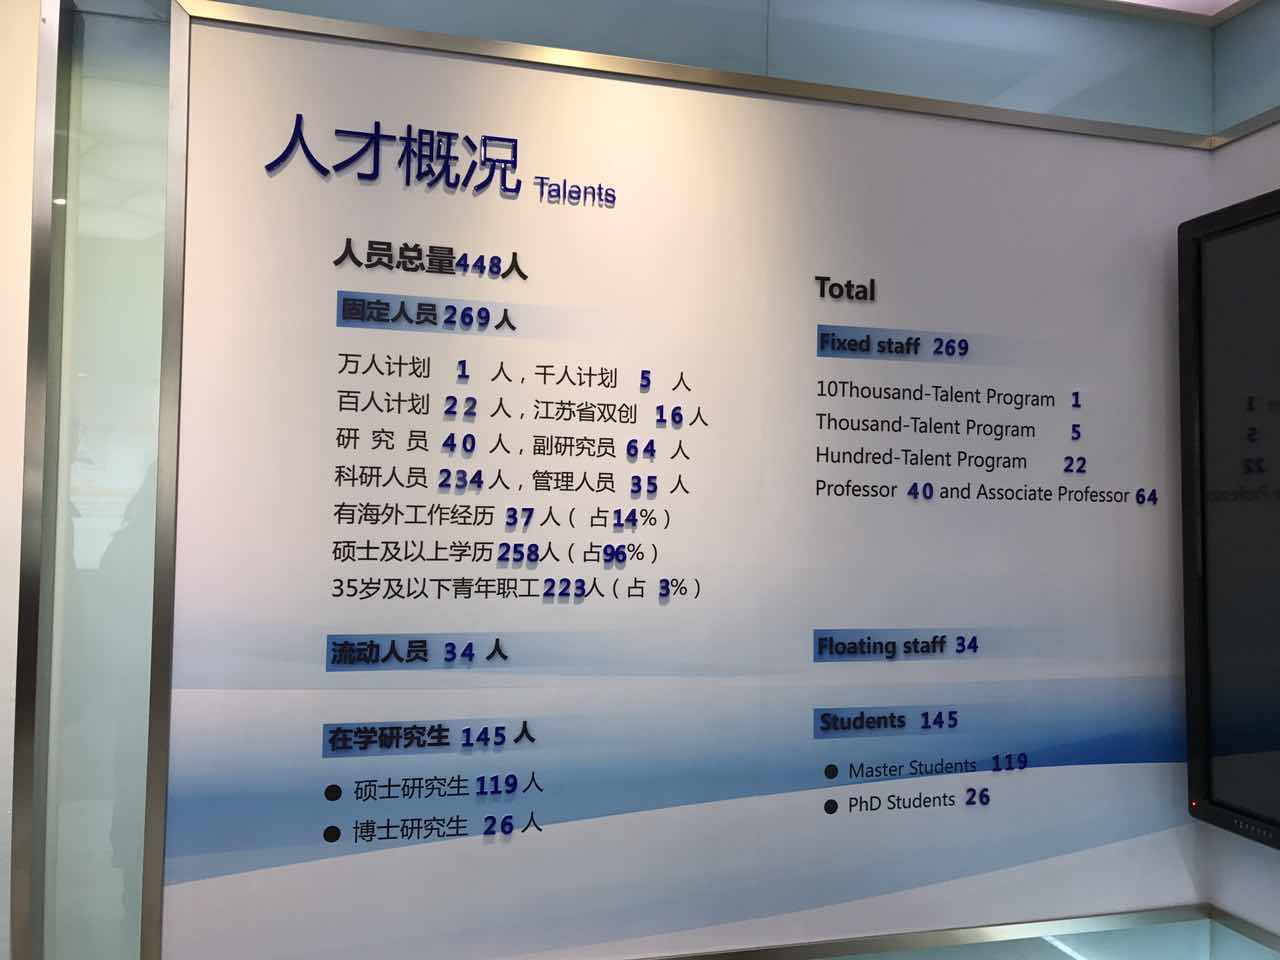 人才概况 Talents
人员总量448人
固定人员269人
万人计划 1 人，千人计划 5 人
百人计划 22 人，江苏省双创 16人
研究员 40 人，副研究员 64 人
科研人员 234人，管理人员 35 人
有海外工作经历 37 人（占14%）
硕士及以上学历258人（占96%）
35岁及以下青年职工223人（占 3%）
流动人员 34 人
在学研究生 145 人
● 硕士研究生 119 人
● 博士研究生 26 人
Total
Fixed staff 269
10Thousand-Talent Program 1
Thousand-Talent Program 5
Hundred-Talent Program 22
Professor 40 and Associate Professor 64
Floating staff 34
Students 145
● Master Students 119
● PhD Students 26